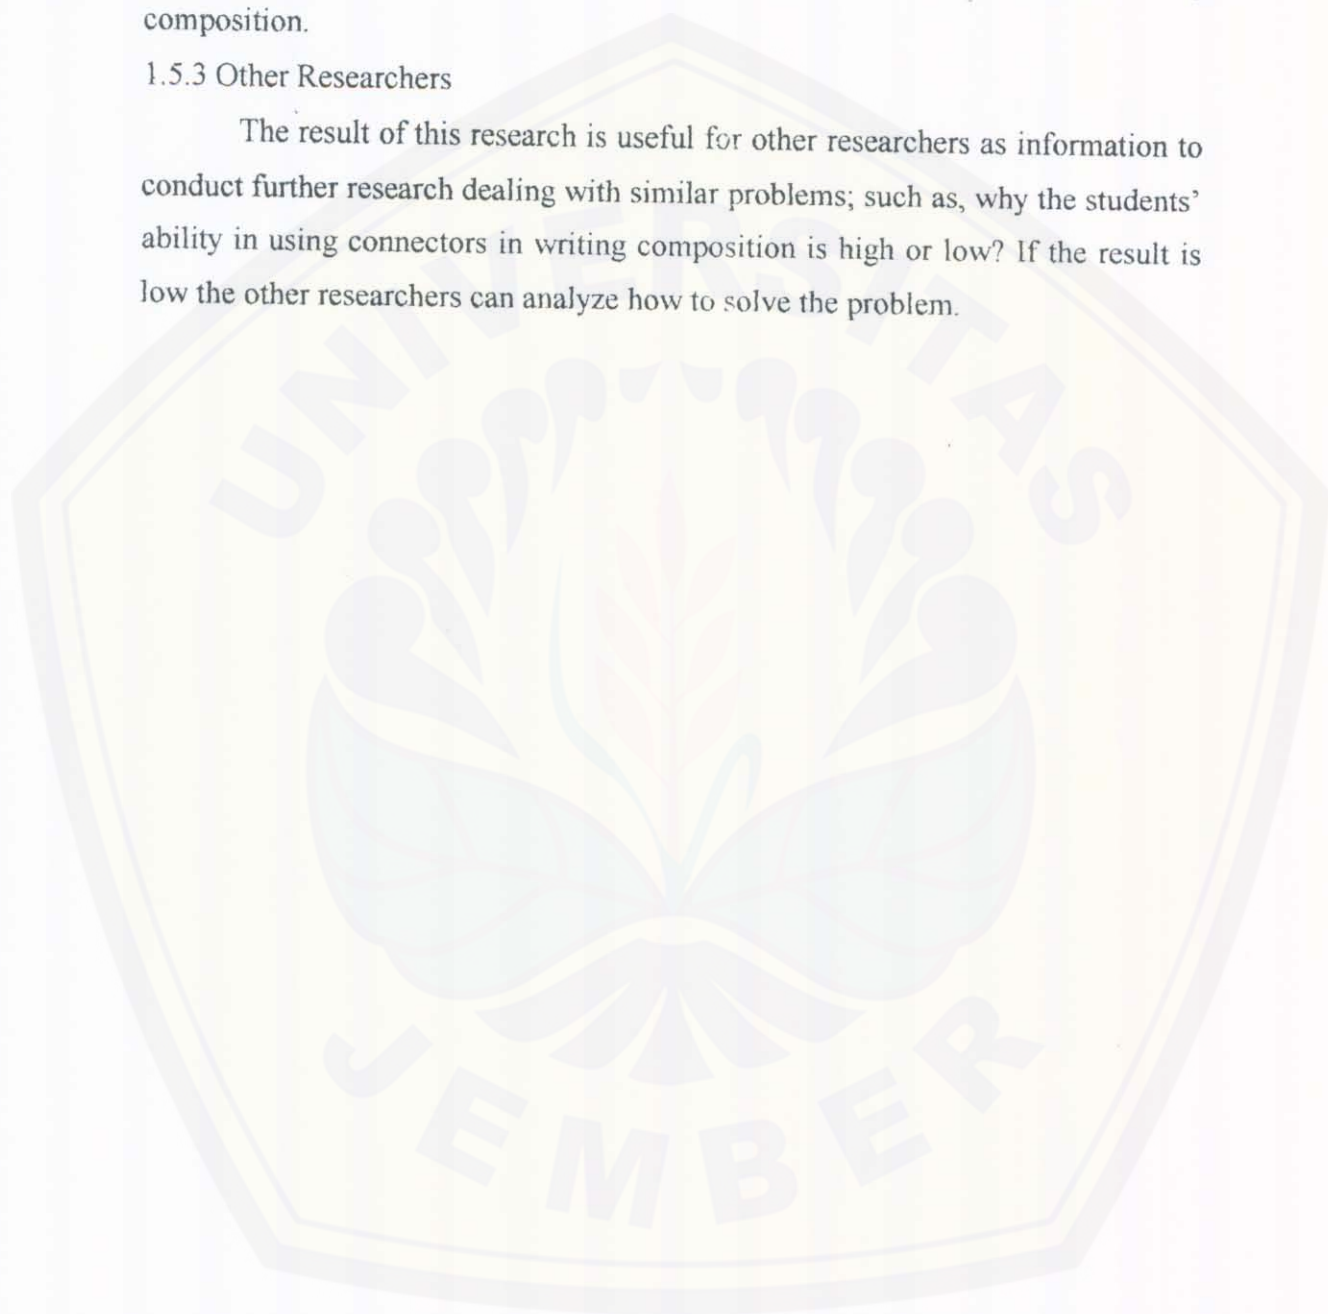 composition.
1.5.3 Other Researchers
The result of this research is useful for other researchers as information to
conduct further research dealing with similar problems; such as, why the students’
ability in using connectors in writing composition is high or low? If the result is
low the other researchers can analyze how to solve the problem.
UNIVERSITAS
JEMBER